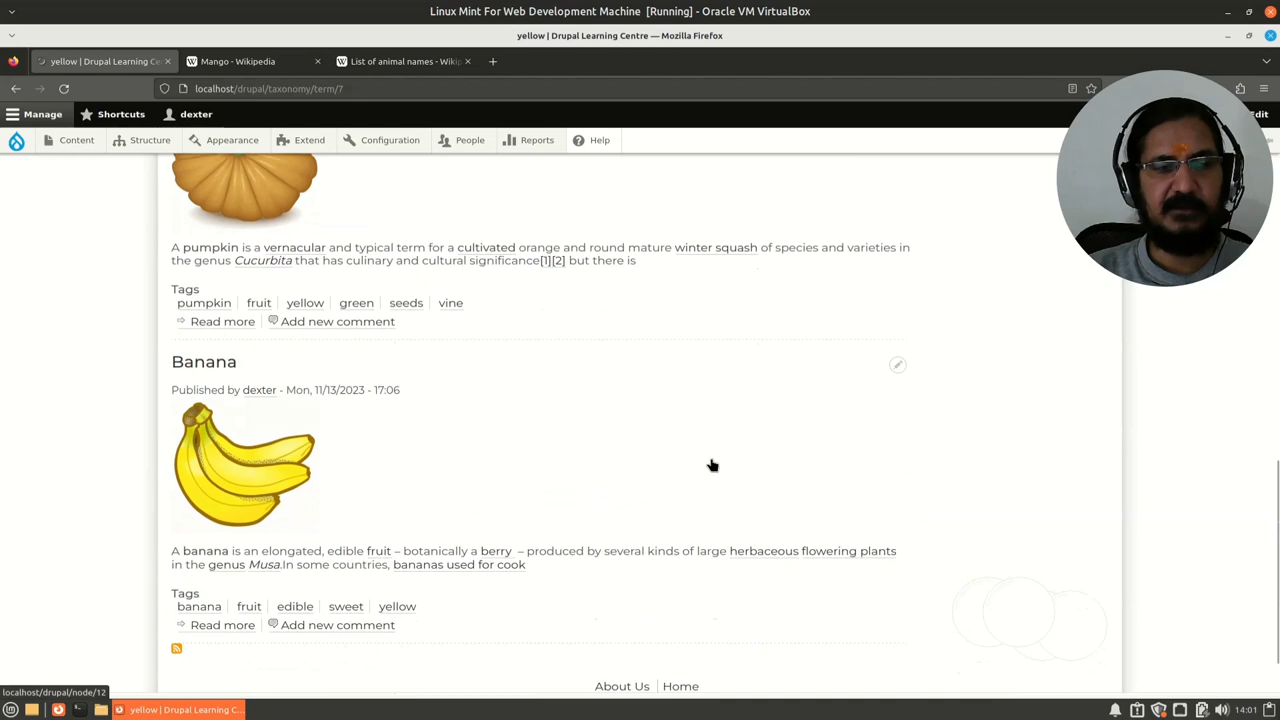 Linux Mint For Web Development Machine [Running] - Oracle VM VirtualBox
yellow | Drupal Learning Centre — Mozilla Firefox
yellow | Drupal Learning Ce
Mango - Wikipedia
List of animal names - Wikip
localhost/drupal/taxonomy/term/7
Manage Shortcuts dexter Edit
Content Structure Appearance Extend Configuration People Reports Help
A pumpkin is a vernacular and typical term for a cultivated orange and round mature winter squash of species and varieties in
the genus Cucurbita that has culinary and cultural significance[1][2] but there is
Tags
pumpkin fruit yellow green seeds vine
Read more Add new comment
Banana
Published by dexter - Mon, 11/13/2023 - 17:06
A banana is an elongated, edible fruit – botanically a berry – produced by several kinds of large herbaceous flowering plants
in the genus Musa.In some countries, bananas used for cook
Tags
banana fruit edible sweet yellow
Read more Add new comment
About Us Home
localhost/drupal/node/12
yellow | Drupal Learning C...
14:01